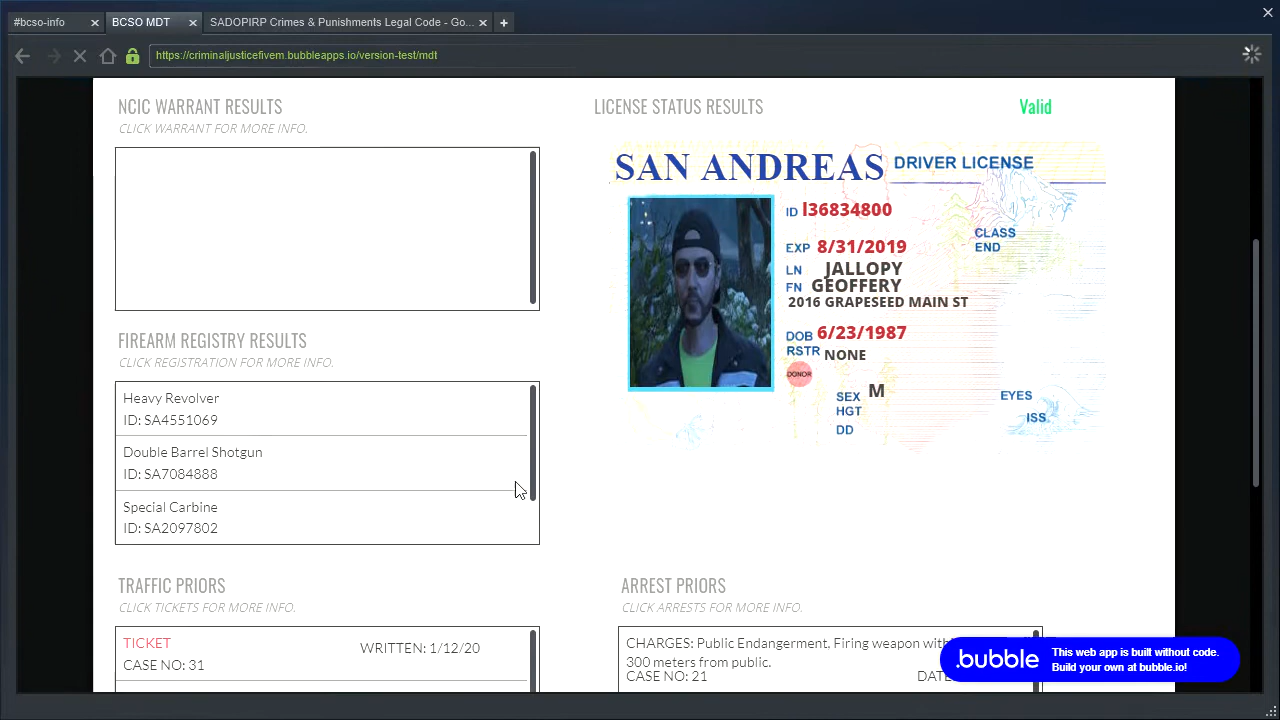 #bcso-info
BCSO MDT
SADOPIRP Crimes & Punishments Legal Code - Go...
https://criminaljusticefivem.bubbleapps.io/version-test/mdt
NCIC WARRANT RESULTS
CLICK WARRANT FOR MORE INFO.
LICENSE STATUS RESULTS
Valid
SAN ANDREAS DRIVER LICENSE
ID l36834800
CLASS
END
EXP 8/31/2019
LN JALLOPY
FN GEOFFERY
2016 GRAPESEED MAIN ST
DOB 6/23/1987
RSTR NONE
DONOR
SEX M
HGT
DD
EYES
ISS
FIREARM REGISTRY RESULTS
CLICK REGISTRATION FOR MORE INFO.
Heavy Revolver
ID: SA4551069
Double Barrel Shotgun
ID: SA7084888
Special Carbine
ID: SA2097802
TRAFFIC PRIORS
CLICK TICKETS FOR MORE INFO.
TICKET
WRITTEN: 1/12/20
CASE NO: 31
ARREST PRIORS
CLICK ARRESTS FOR MORE INFO.
CHARGES: Public Endangerment, Firing weapon with
300 meters from public.
CASE NO: 21
DATE
.bubble
This web app is built without code.
Build your own at bubble.io!